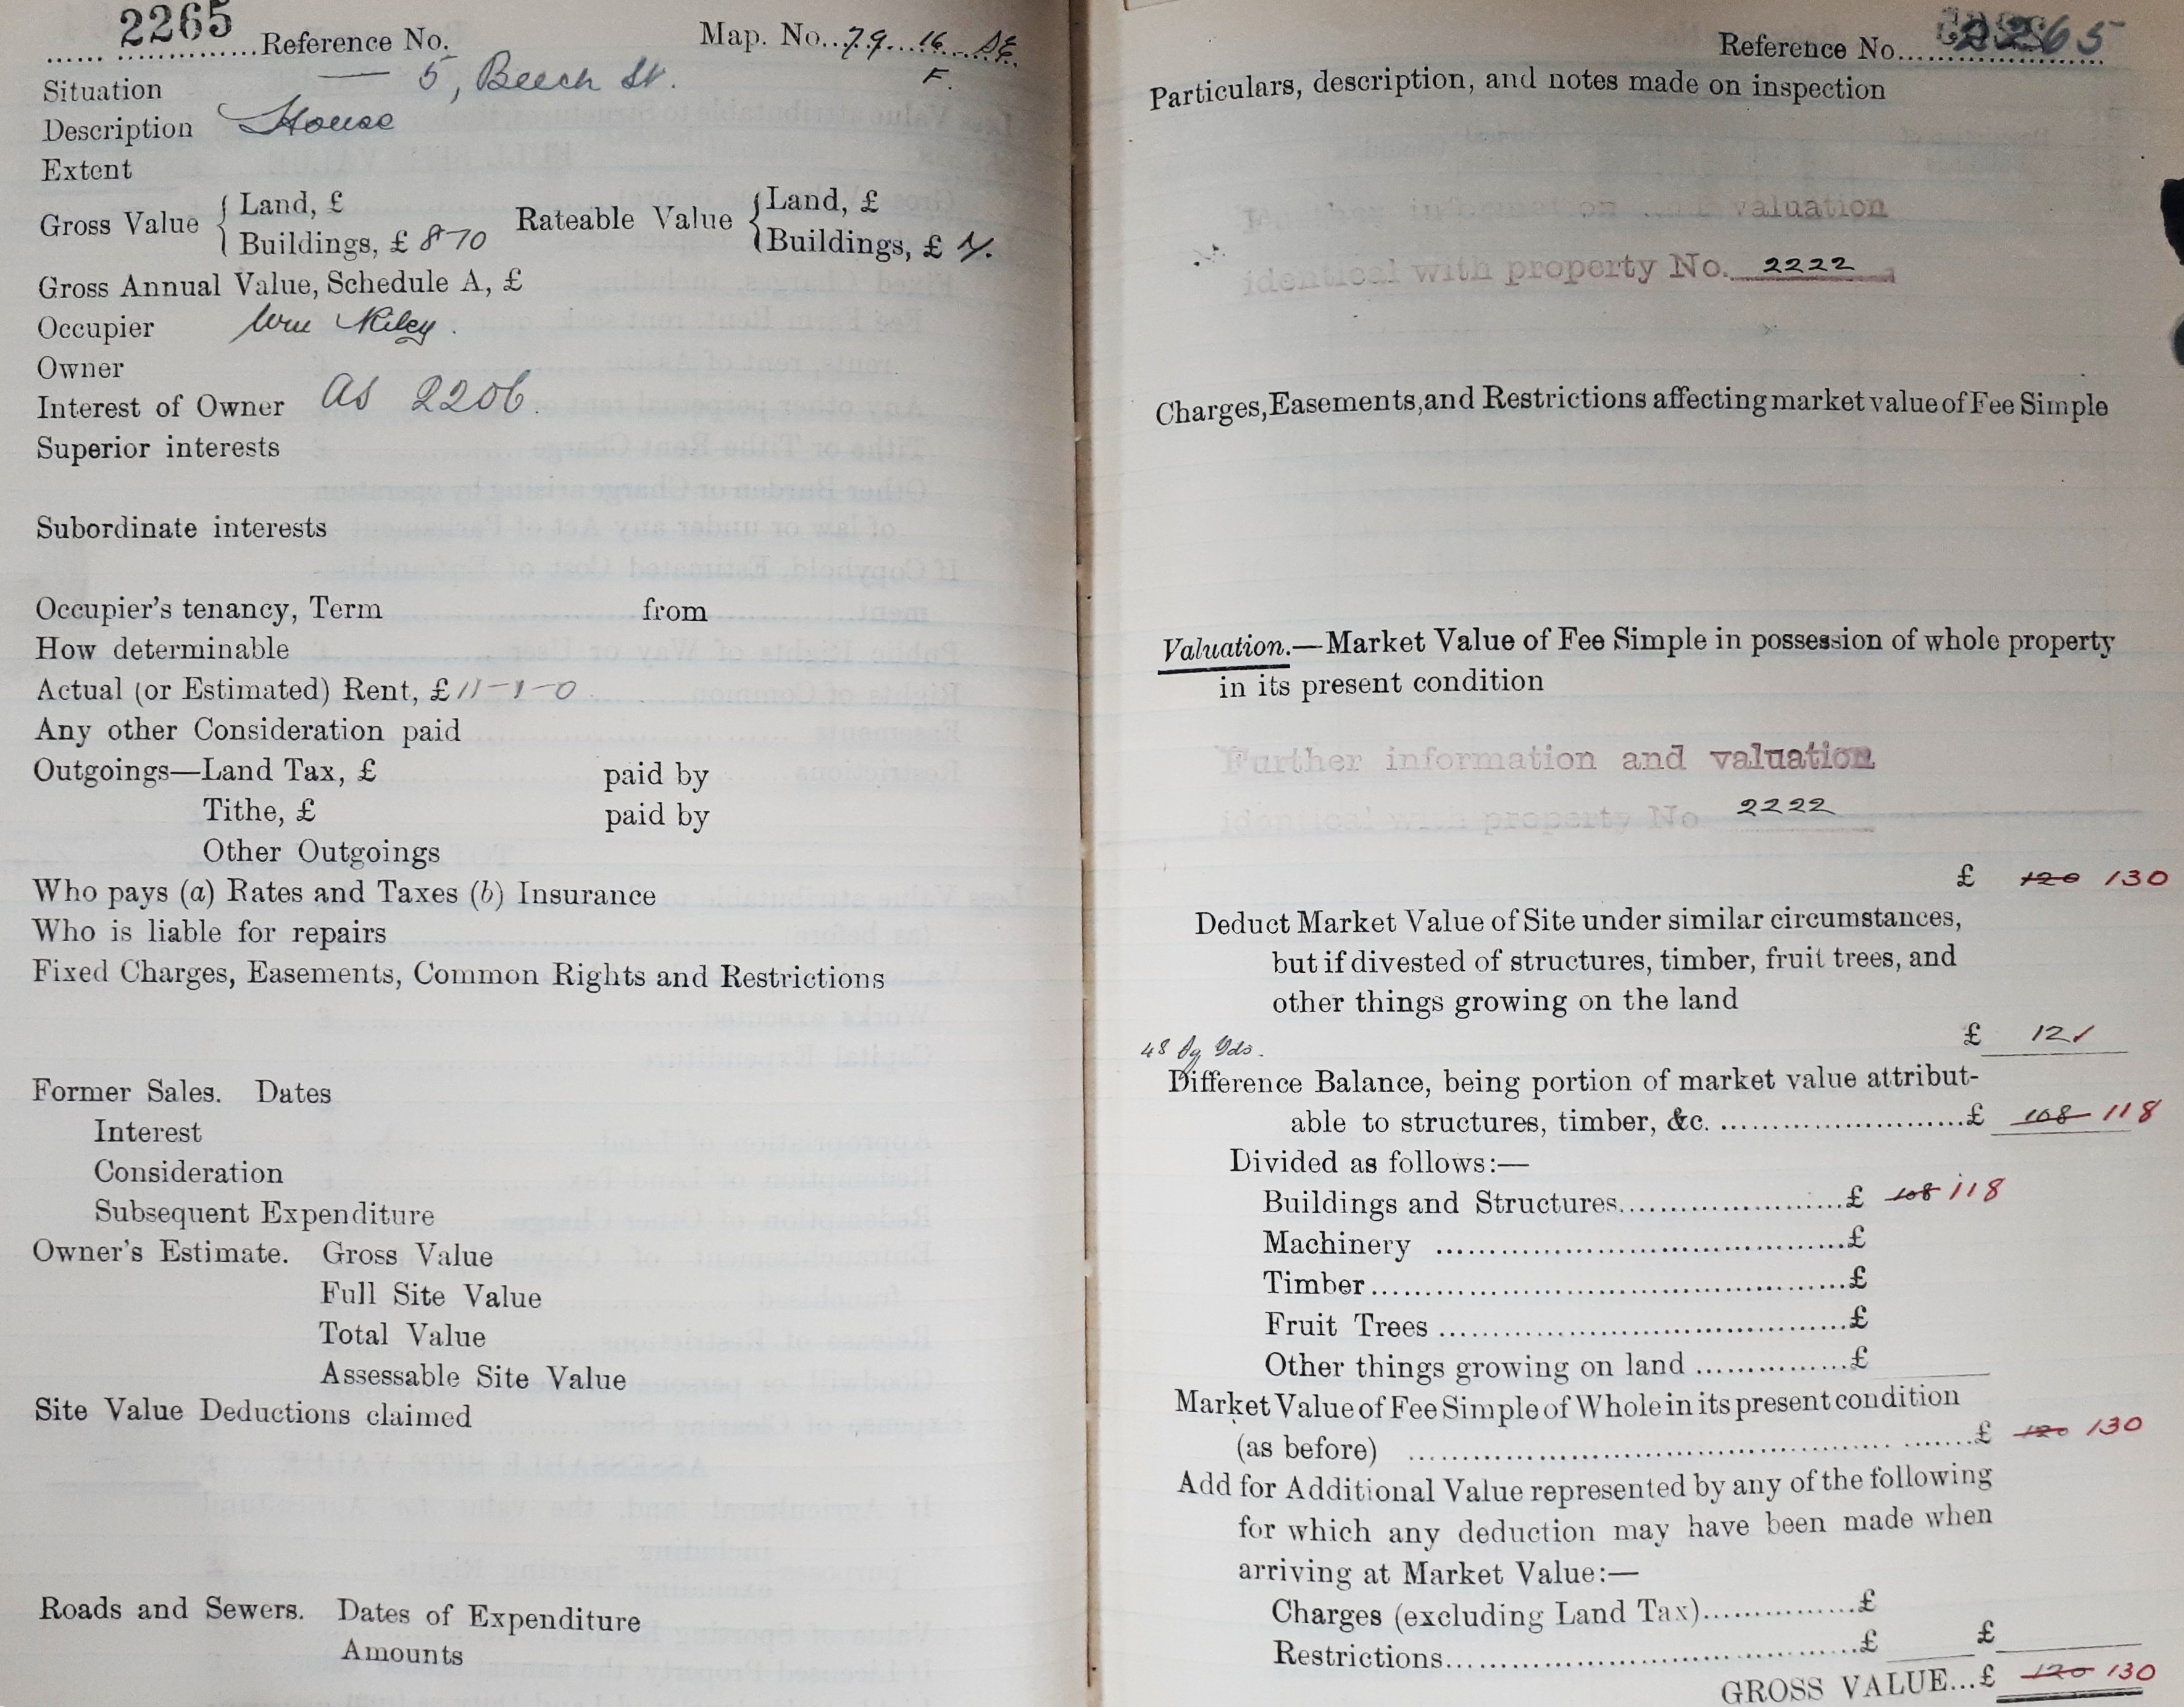 2265 Reference No. Map. No. 79 16 SE
F.
Situation 5, Beech St.
Description House
Extent
Gross Value { Land, £ Rateable Value { Land, £
Buildings, £ 8-10 Buildings, £ 7.
Gross Annual Value, Schedule A, £
Occupier Wm Riley.
Owner
Interest of Owner as 2206.
Superior interests
Subordinate interests
Occupier's tenancy, Term from
How determinable
Actual (or Estimated) Rent, £ 11-1-0
Any other Consideration paid
Outgoings—Land Tax, £ paid by
Tithe, £ paid by
Other Outgoings
Who pays (a) Rates and Taxes (b) Insurance
Who is liable for repairs
Fixed Charges, Easements, Common Rights and Restrictions
Former Sales. Dates
Interest
Consideration
Subsequent Expenditure
Owner's Estimate. Gross Value
Full Site Value
Total Value
Assessable Site Value
Site Value Deductions claimed
Roads and Sewers. Dates of Expenditure
Amounts
Reference No. 2265
Particulars, description, and notes made on inspection
Further information and valuation
identical with property No. 2222
Charges, Easements, and Restrictions affecting market value of Fee Simple
Valuation.—Market Value of Fee Simple in possession of whole property
in its present condition
Further information and valuation
identical with property No 2222
£ 120 130
Deduct Market Value of Site under similar circumstances,
but if divested of structures, timber, fruit trees, and
other things growing on the land
48 Sq Yds. £ 12/
Difference Balance, being portion of market value attribut-
able to structures, timber, &c. £ 108 118
Divided as follows:—
Buildings and Structures £ 108 118
Machinery £
Timber £
Fruit Trees £
Other things growing on land £
Market Value of Fee Simple of Whole in its present condition
(as before) £ 120 130
Add for Additional Value represented by any of the following
for which any deduction may have been made when
arriving at Market Value:—
Charges (excluding Land Tax) £
Restrictions £ £
GROSS VALUE...£ 120 130